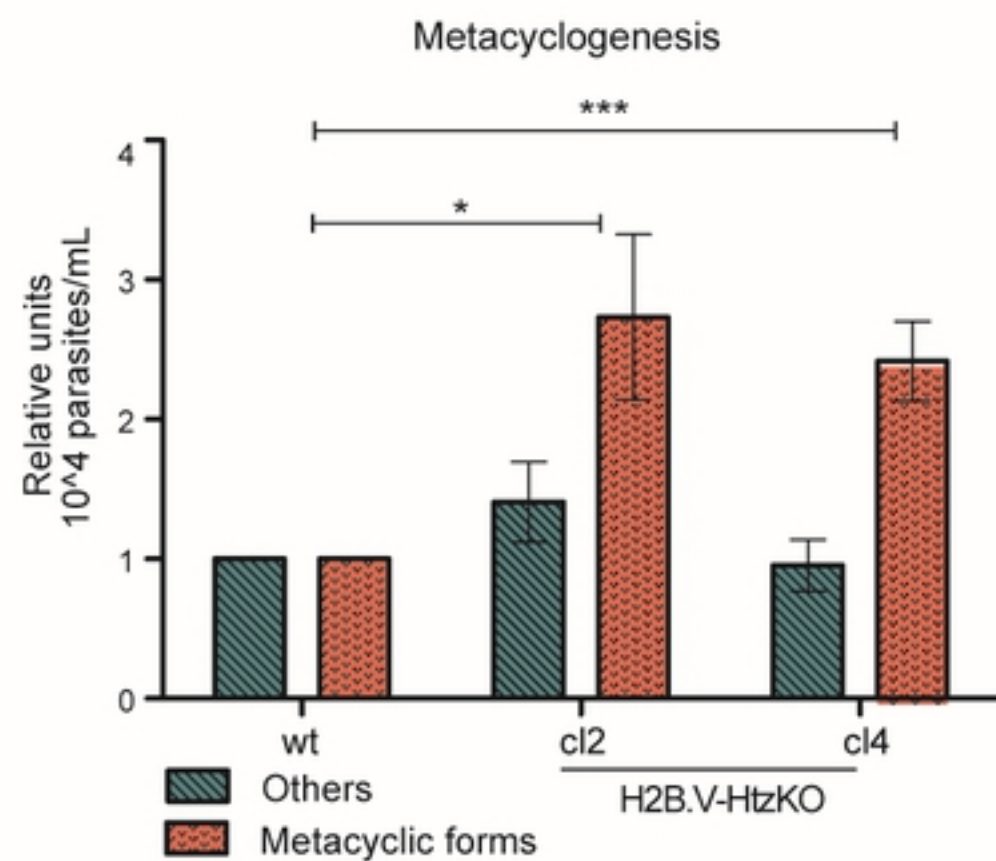 Metacyclogenesis
***
*
4
3
2
1
0
Relative units
10^4 parasites/mL
wt
cl2
cl4
H2B.V-HtzKO
Others
Metacyclic forms